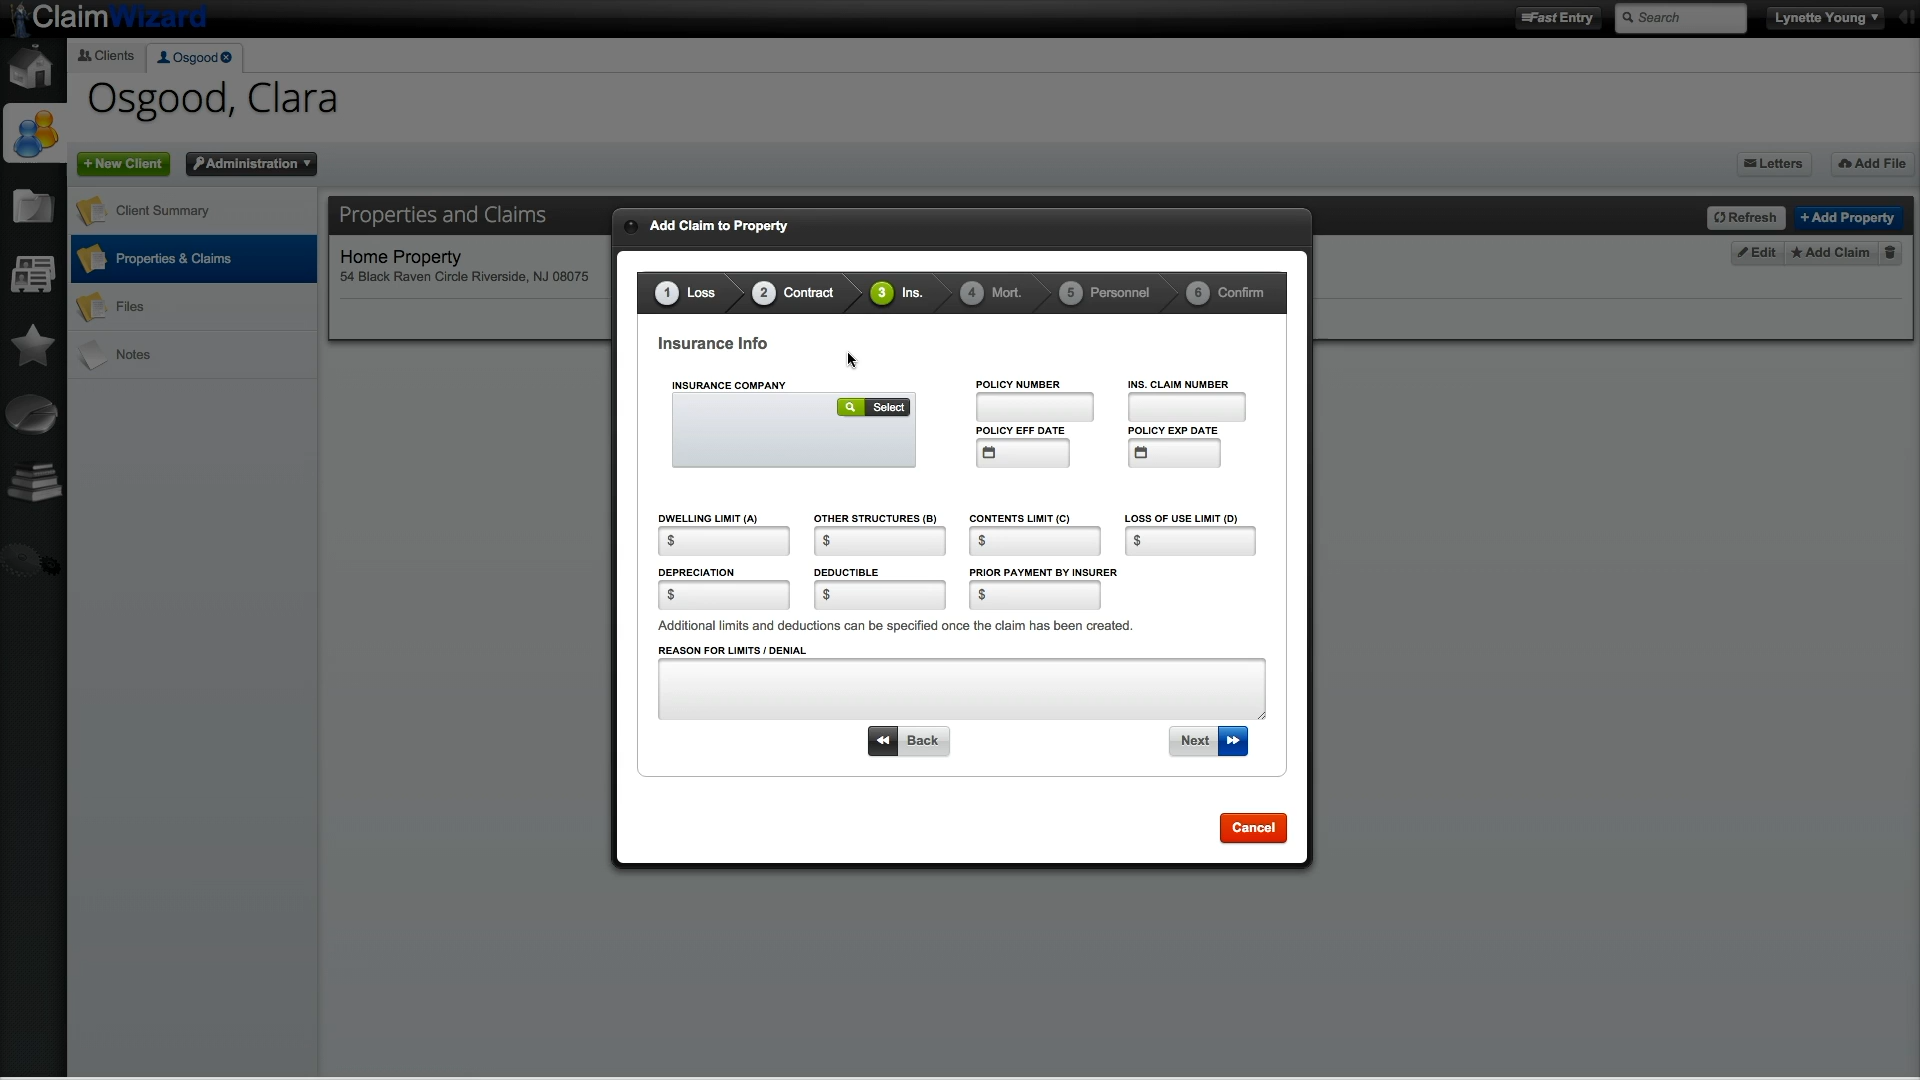 ClaimWizard
Fast Entry
Search
Lynette Young
Clients
Osgood
Osgood, Clara
+ New Client
Administration
Letters
Add File
Client Summary
Properties & Claims
Files
Notes
Properties and Claims
Refresh
+ Add Property
Home Property
54 Black Raven Circle Riverside, NJ 08075
Edit
Add Claim
Add Claim to Property
1 Loss
2 Contract
3 Ins.
4 Mort.
5 Personnel
6 Confirm
Insurance Info
INSURANCE COMPANY
Select
POLICY NUMBER
INS. CLAIM NUMBER
POLICY EFF DATE
POLICY EXP DATE
DWELLING LIMIT (A)
OTHER STRUCTURES (B)
CONTENTS LIMIT (C)
LOSS OF USE LIMIT (D)
$
$
$
$
DEPRECIATION
DEDUCTIBLE
PRIOR PAYMENT BY INSURER
$
$
$
Additional limits and deductions can be specified once the claim has been created.
REASON FOR LIMITS / DENIAL
Back
Next
Cancel